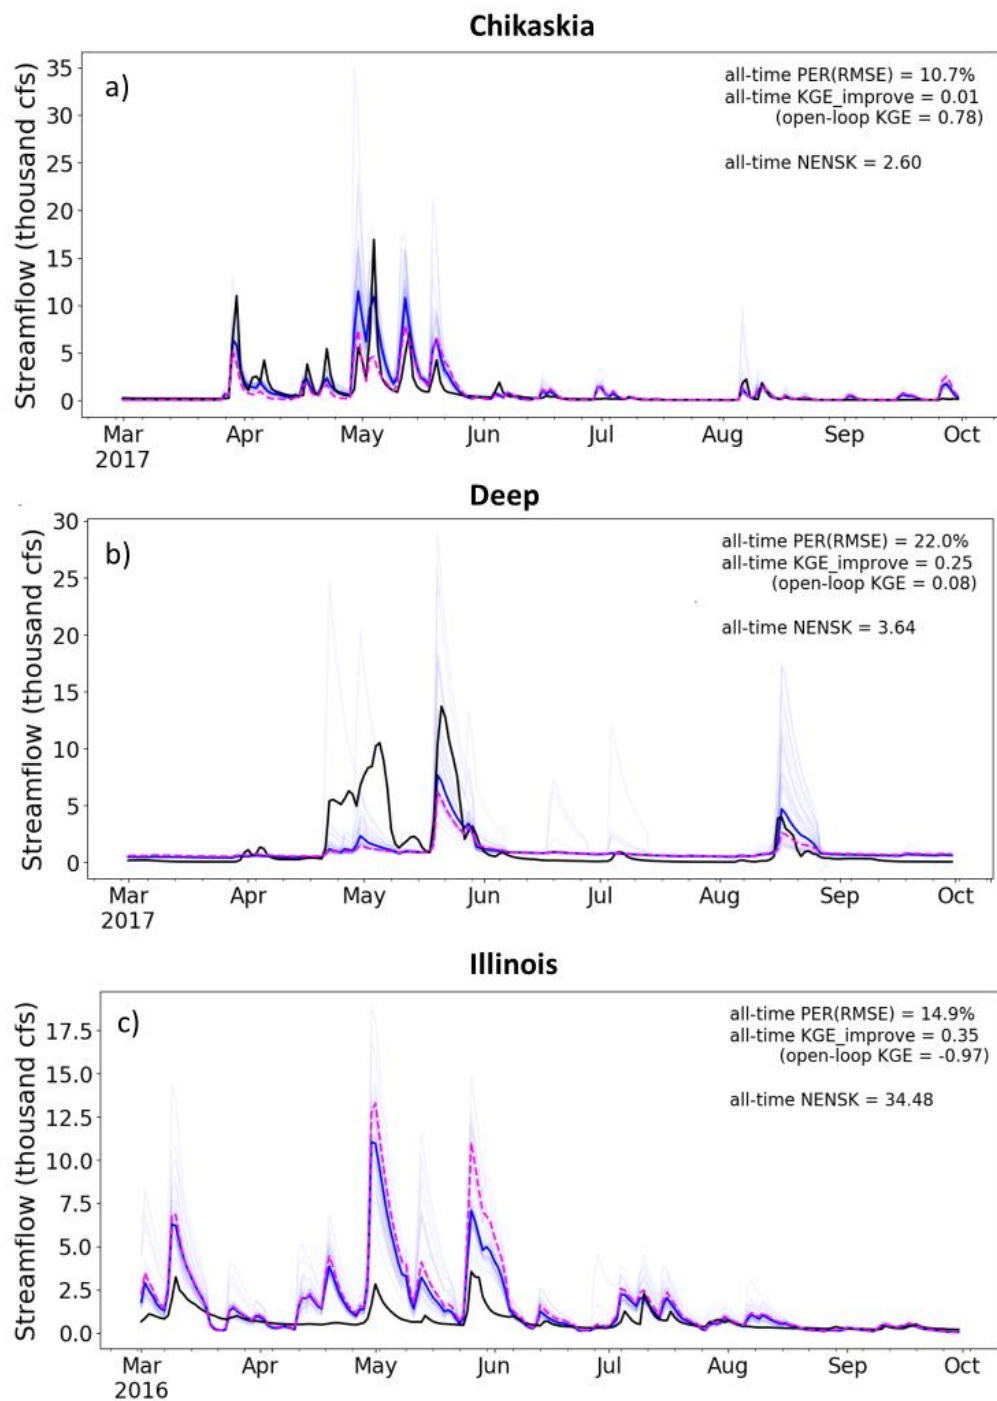 Chikaskia
a)
all-time PER(RMSE) = 10.7%
all-time KGE_improve = 0.01
(open-loop KGE = 0.78)
all-time NENSK = 2.60
Streamflow (thousand cfs)
35
30
25
20
15
10
5
0
Mar Apr May Jun Jul Aug Sep Oct
2017
Deep
b)
all-time PER(RMSE) = 22.0%
all-time KGE_improve = 0.25
(open-loop KGE = 0.08)
all-time NENSK = 3.64
Streamflow (thousand cfs)
30
25
20
15
10
5
0
Mar Apr May Jun Jul Aug Sep Oct
2017
Illinois
c)
all-time PER(RMSE) = 14.9%
all-time KGE_improve = 0.35
(open-loop KGE = -0.97)
all-time NENSK = 34.48
Streamflow (thousand cfs)
17.5
15.0
12.5
10.0
7.5
5.0
2.5
0.0
Mar Apr May Jun Jul Aug Sep Oct
2016